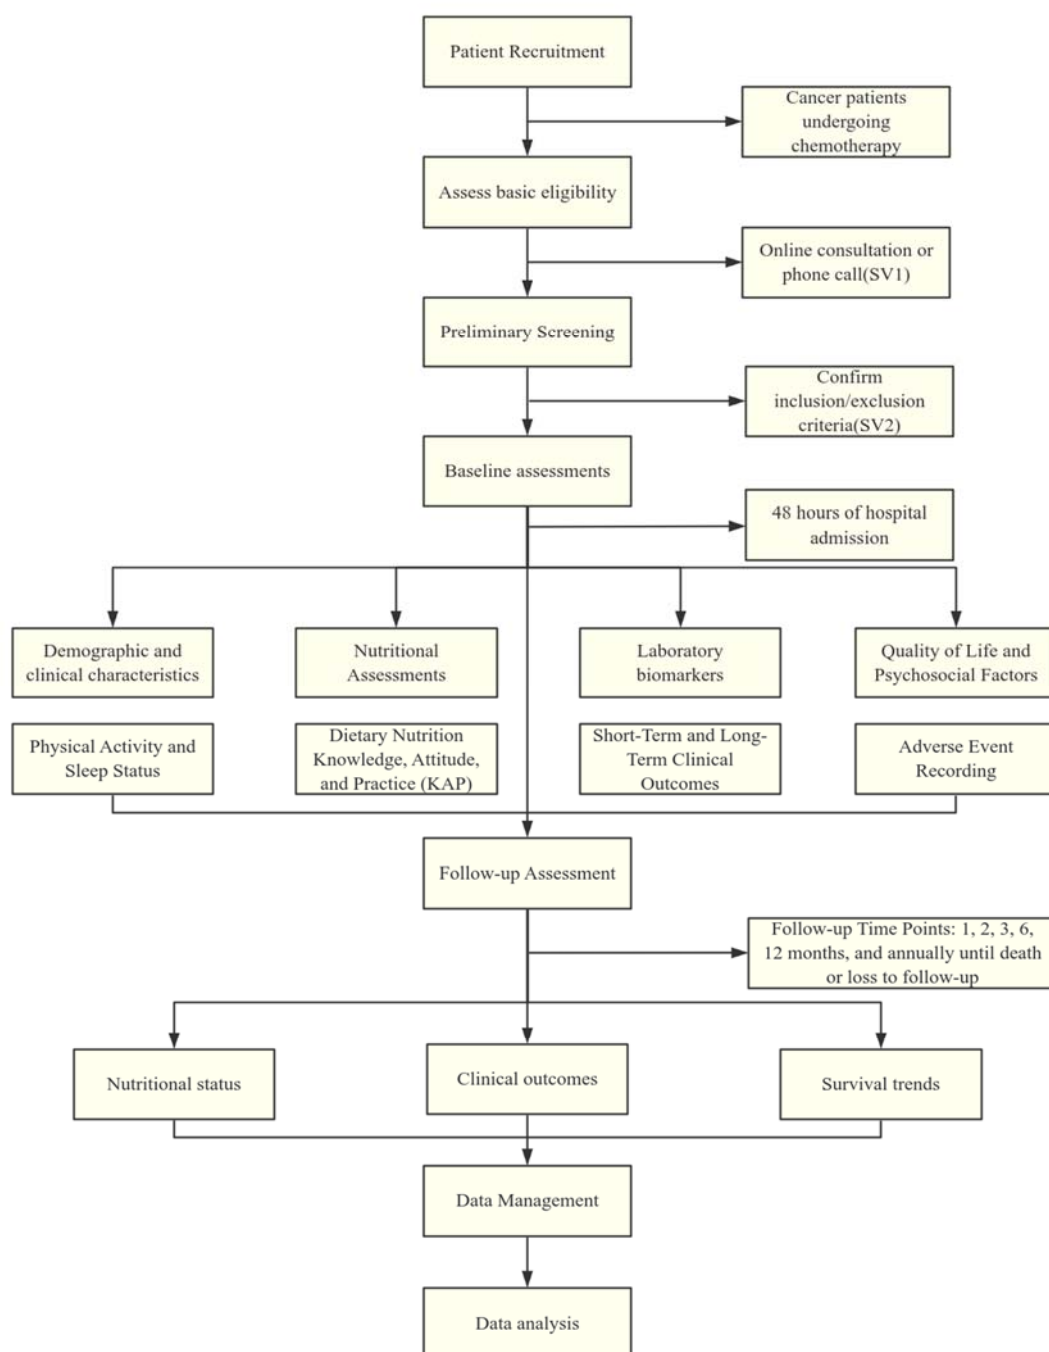 Patient Recruitment
Cancer patients
undergoing
chemotherapy
Assess basic eligibility
Online consultation or
phone call(SV1)
Preliminary Screening
Confirm
inclusion/exclusion
criteria(SV2)
Baseline assessments
48 hours of hospital
admission
Demographic and
clinical characteristics
Nutritional
Assessments
Laboratory
biomarkers
Quality of Life and
Psychosocial Factors
Physical Activity and
Sleep Status
Dietary Nutrition
Knowledge, Attitude,
and Practice (KAP)
Short-Term and Long-
Term Clinical
Outcomes
Adverse Event
Recording
Follow-up Assessment
Follow-up Time Points: 1, 2, 3, 6,
12 months, and annually until death
or loss to follow-up
Nutritional status
Clinical outcomes
Survival trends
Data Management
Data analysis